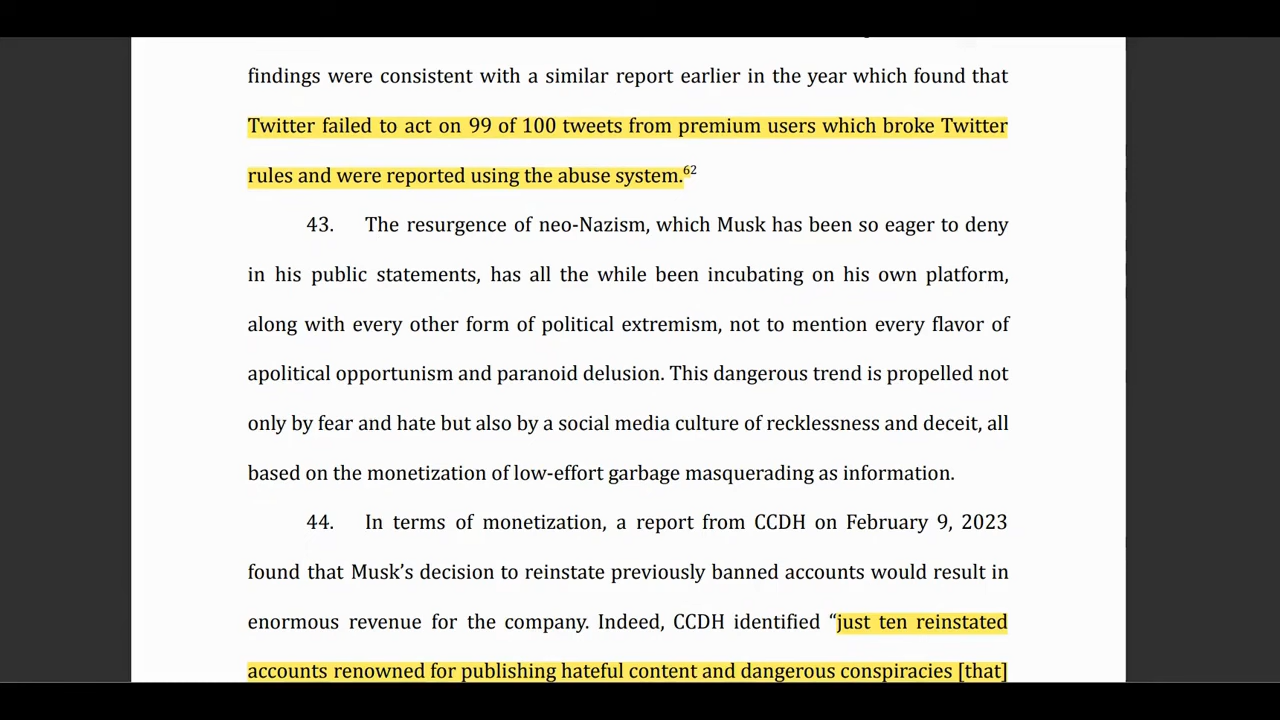 findings were consistent with a similar report earlier in the year which found that
Twitter failed to act on 99 of 100 tweets from premium users which broke Twitter
rules and were reported using the abuse system.62
43. The resurgence of neo-Nazism, which Musk has been so eager to deny
in his public statements, has all the while been incubating on his own platform,
along with every other form of political extremism, not to mention every flavor of
apolitical opportunism and paranoid delusion. This dangerous trend is propelled not
only by fear and hate but also by a social media culture of recklessness and deceit, all
based on the monetization of low-effort garbage masquerading as information.
44. In terms of monetization, a report from CCDH on February 9, 2023
found that Musk’s decision to reinstate previously banned accounts would result in
enormous revenue for the company. Indeed, CCDH identified “just ten reinstated
accounts renowned for publishing hateful content and dangerous conspiracies [that]